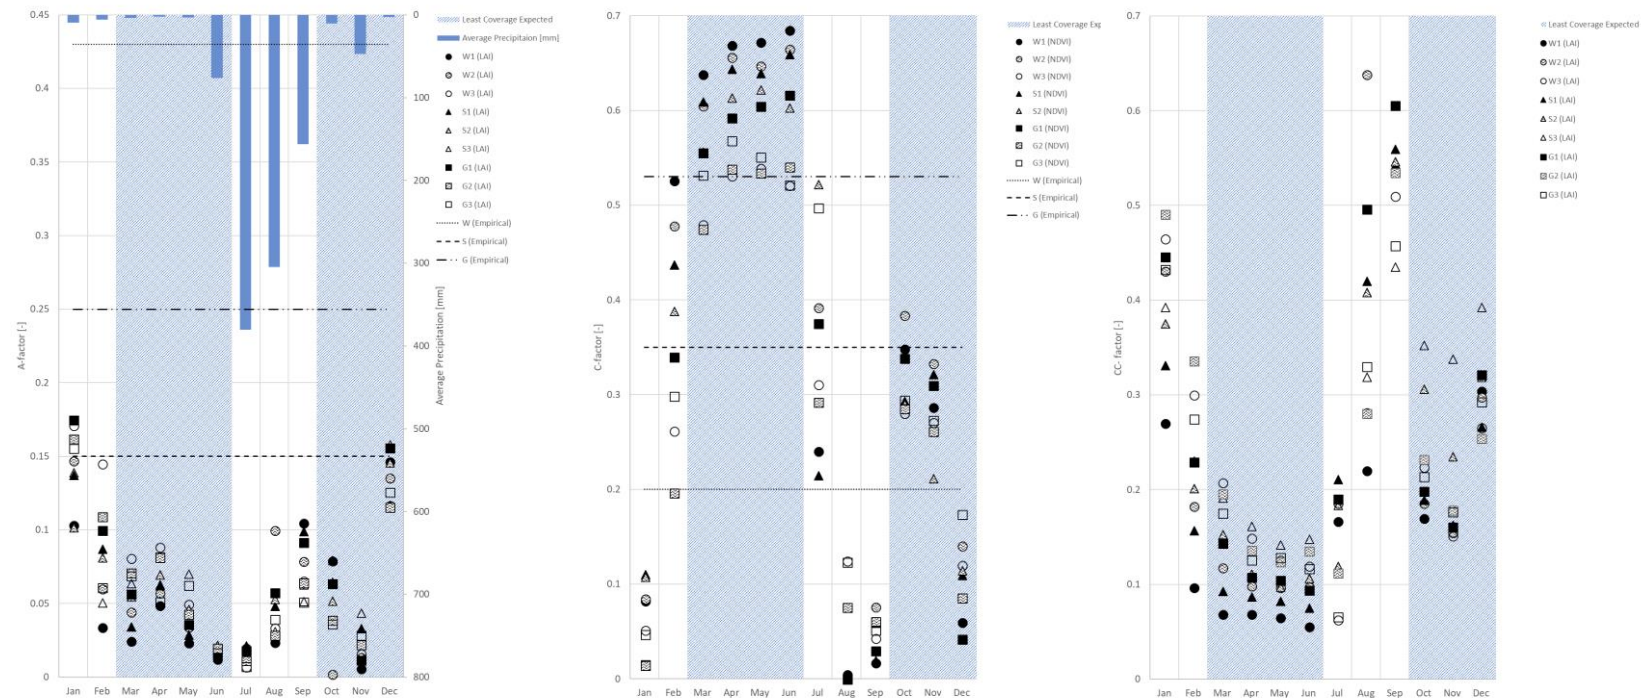 A-factor [-]
0.45
0.4
0.35
0.3
0.25
0.2
0.15
0.1
0.05
0
Jan Feb Mar Apr May Jun Jul Aug Sep Oct Nov Dec
0
100
200
300
400
500
600
700
800
Average Precipitation [mm]
Least Coverage Expected
Average Precipitaion [mm]
W1 (LAI)
W2 (LAI)
W3 (LAI)
S1 (LAI)
S2 (LAI)
S3 (LAI)
G1 (LAI)
G2 (LAI)
G3 (LAI)
W (Empirical)
S (Empirical)
G (Empirical)
C-factor [-]
0.7
0.6
0.5
0.4
0.3
0.2
0.1
0
Jan Feb Mar Apr May Jun Jul Aug Sep Oct Nov Dec
Least Coverage Exp
W1 (NDVI)
W2 (NDVI)
W3 (NDVI)
S1 (NDVI)
S2 (NDVI)
G1 (NDVI)
G2 (NDVI)
G3 (NDVI)
W (Empirical)
S (Empirical)
G (Empirical)
CC- factor [-]
0.7
0.6
0.5
0.4
0.3
0.2
0.1
0
Jan Feb Mar Apr May Jun Jul Aug Sep Oct Nov Dec
Least Coverage Expected
W1 (LAI)
W2 (LAI)
W3 (LAI)
S1 (LAI)
S2 (LAI)
S3 (LAI)
G1 (LAI)
G2 (LAI)
G3 (LAI)